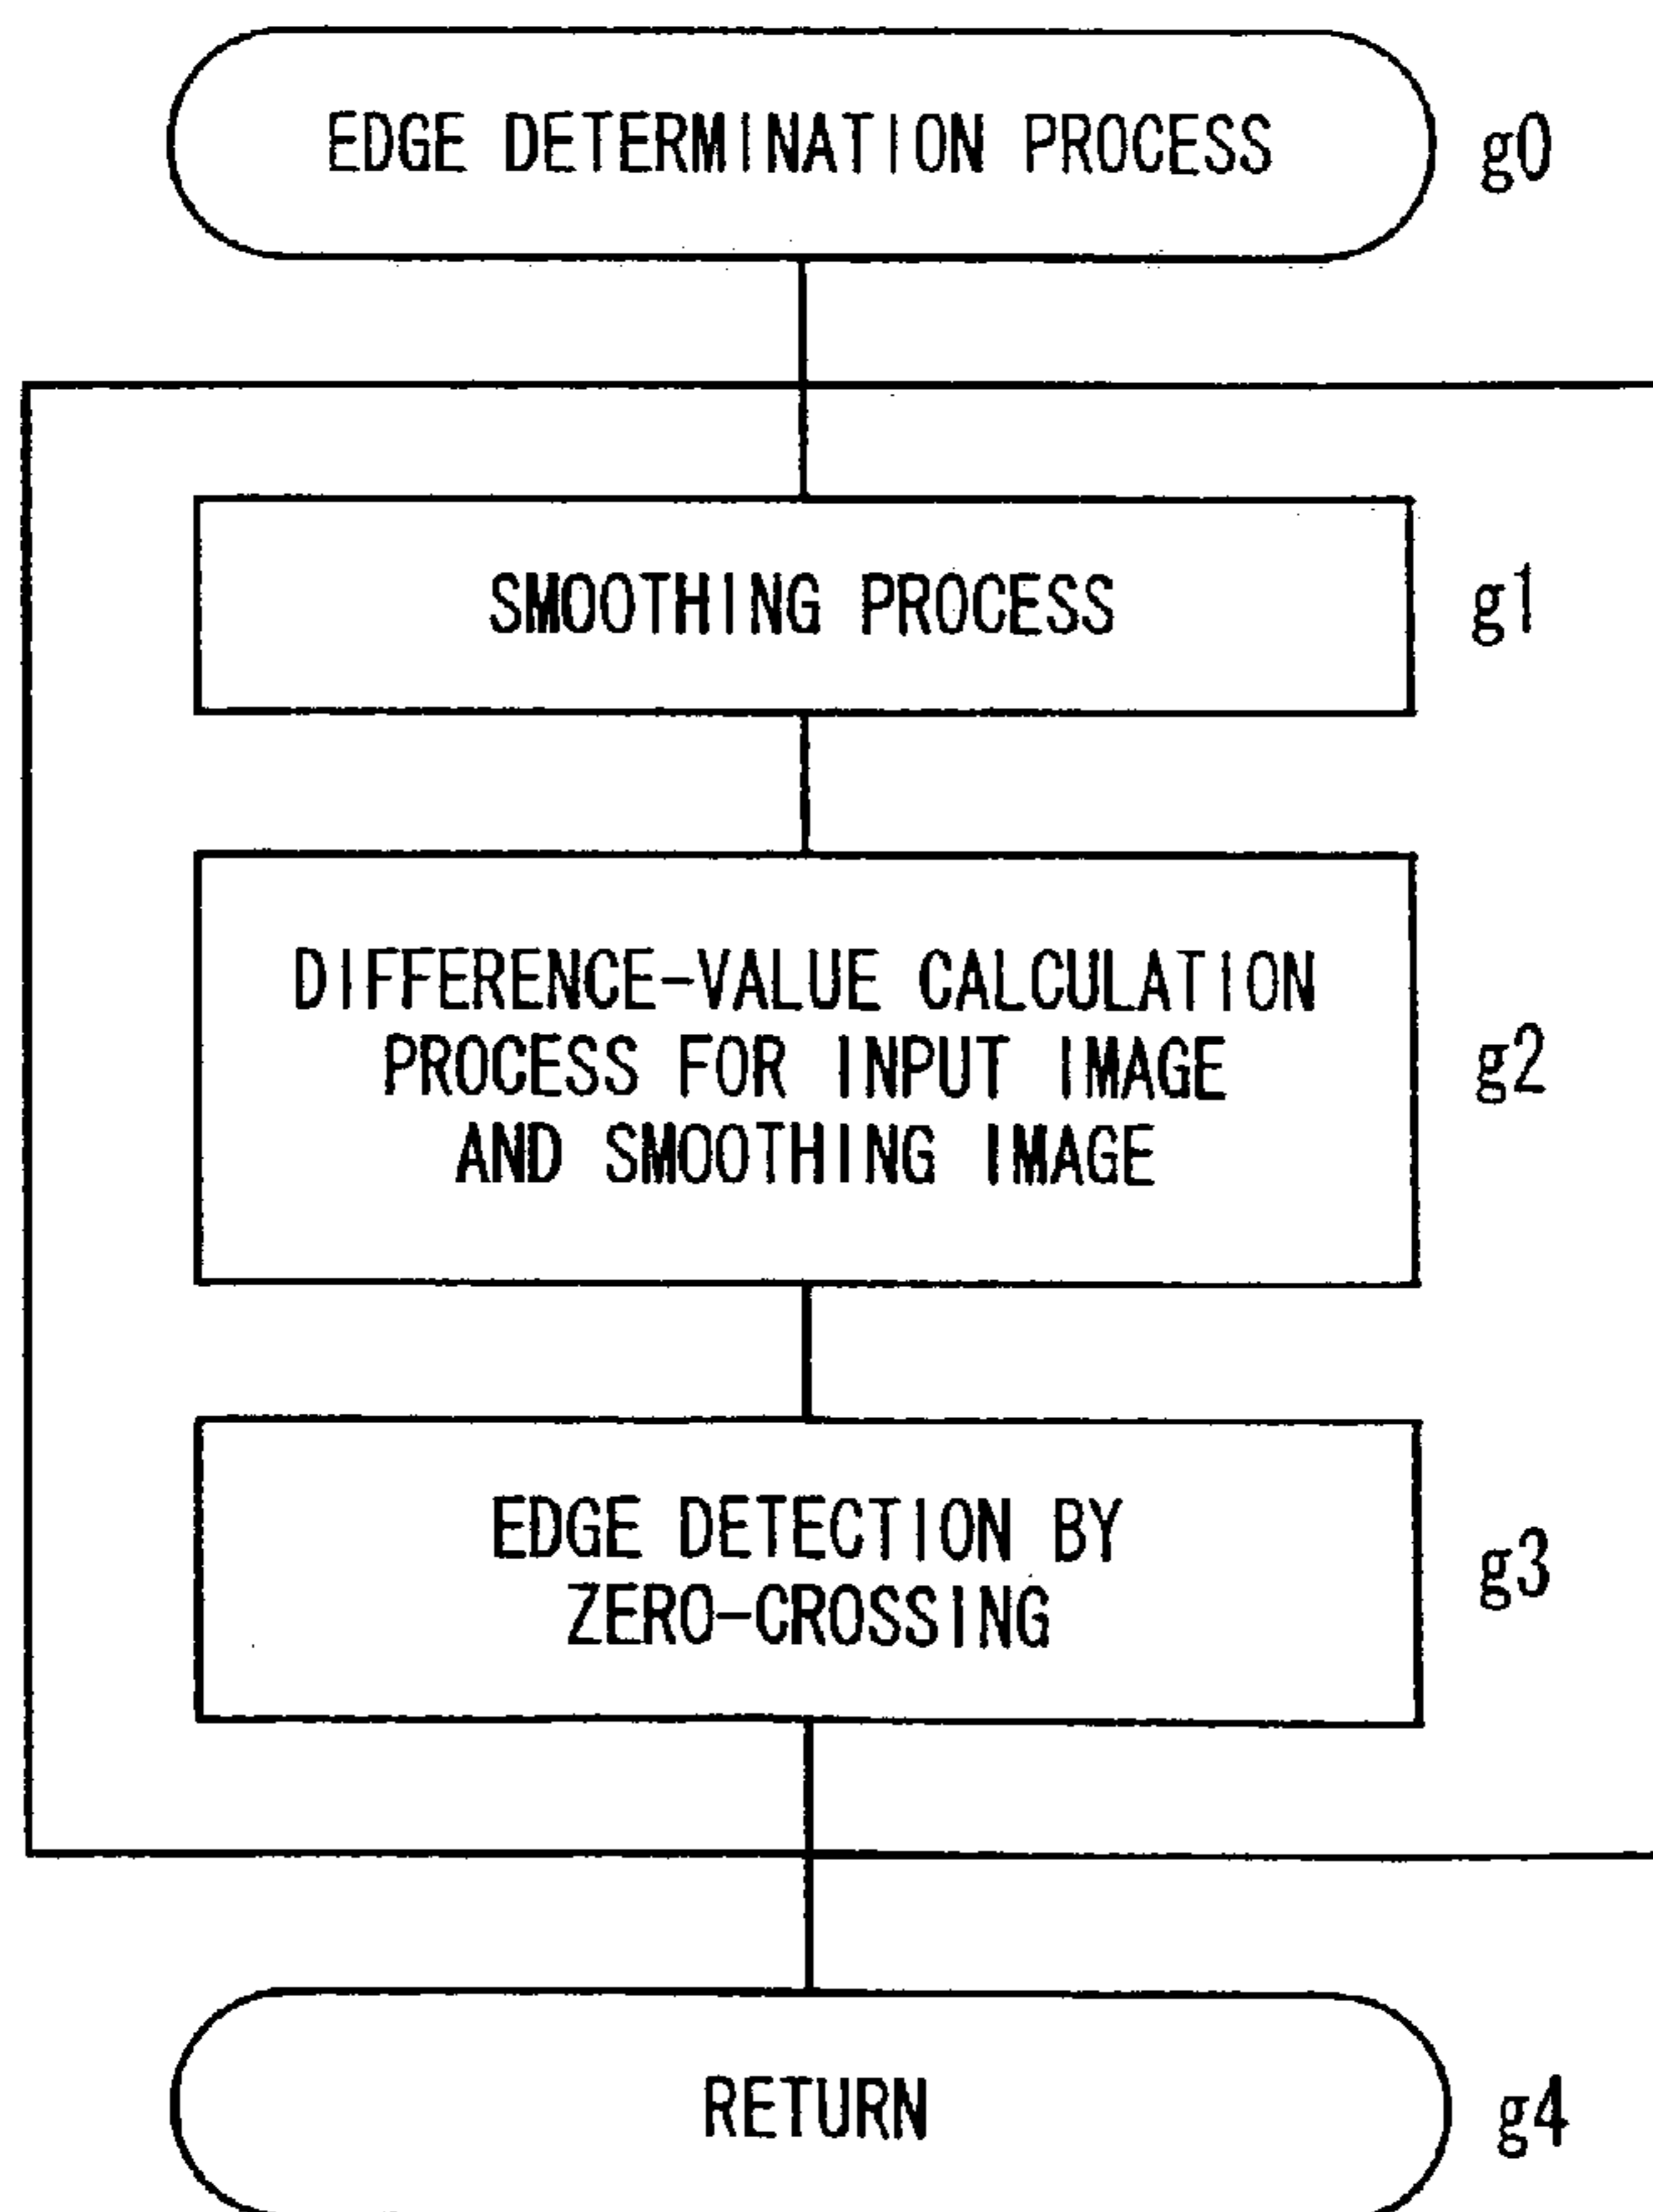 EDGE DETERMINATION PROCESS g0
SMOOTHING PROCESS g1
DIFFERENCE-VALUE CALCULATION
PROCESS FOR INPUT IMAGE g2
AND SMOOTHING IMAGE
EDGE DETECTION BY
ZERO-CROSSING g3
RETURN g4